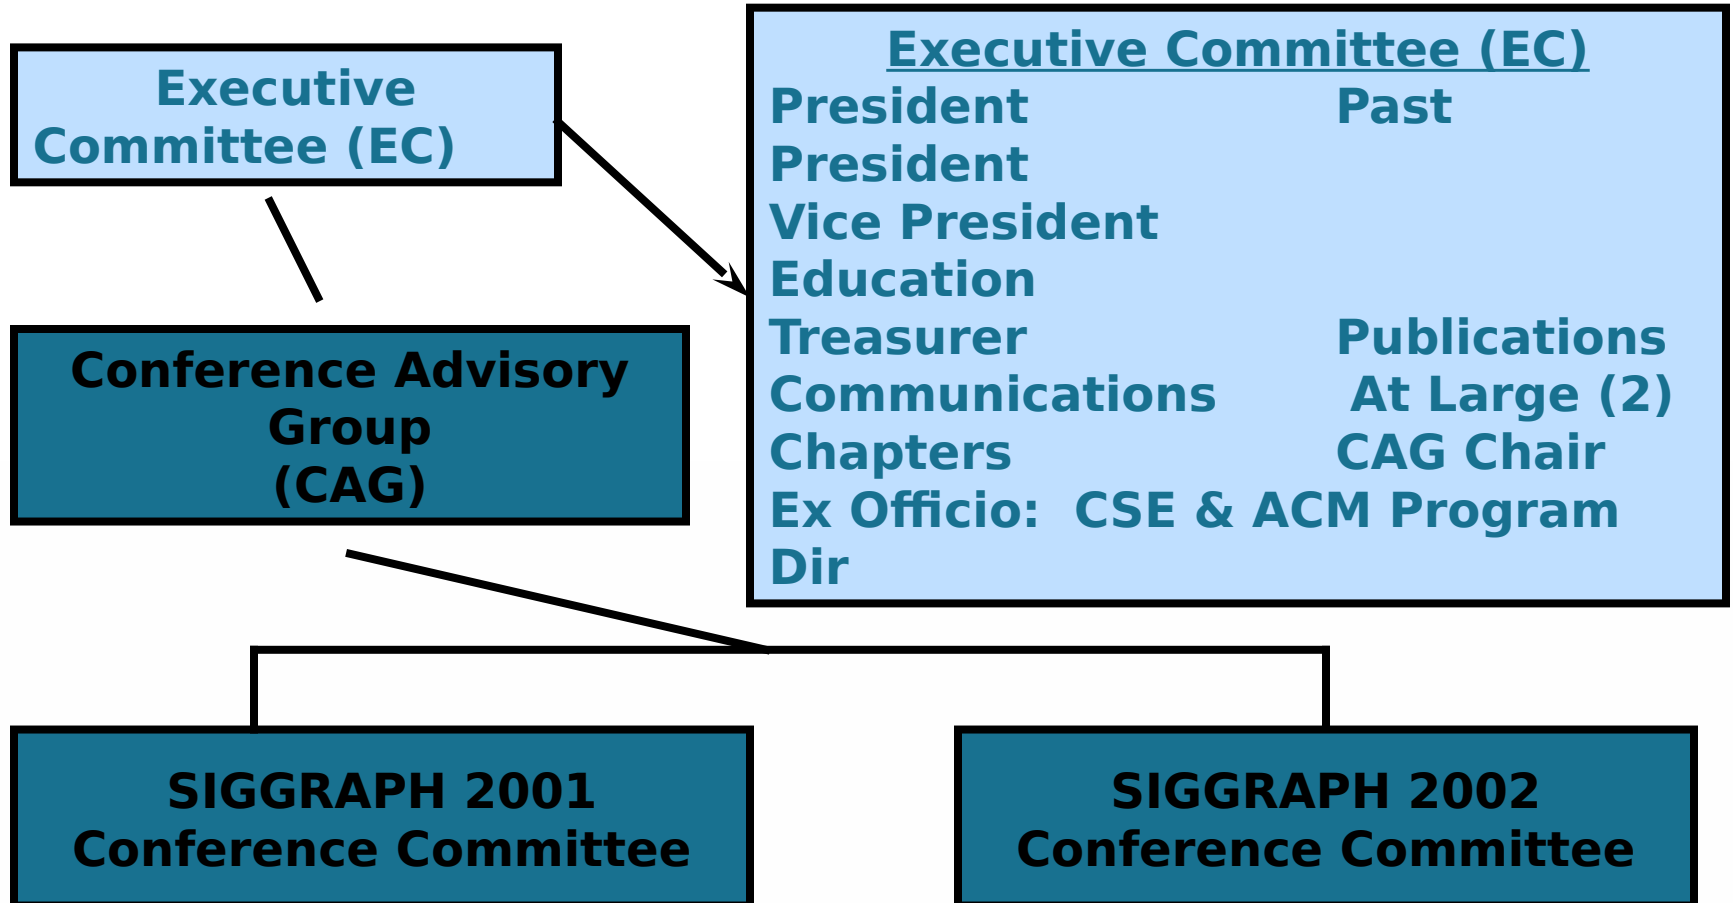 Executive
Committee (EC)
Executive Committee (EC)
President Past
President
Vice President
Education
Treasurer Publications
Communications At Large (2)
Chapters CAG Chair
Ex Officio: CSE & ACM Program
Dir
Conference Advisory
Group
(CAG)
SIGGRAPH 2001
Conference Committee
SIGGRAPH 2002
Conference Committee